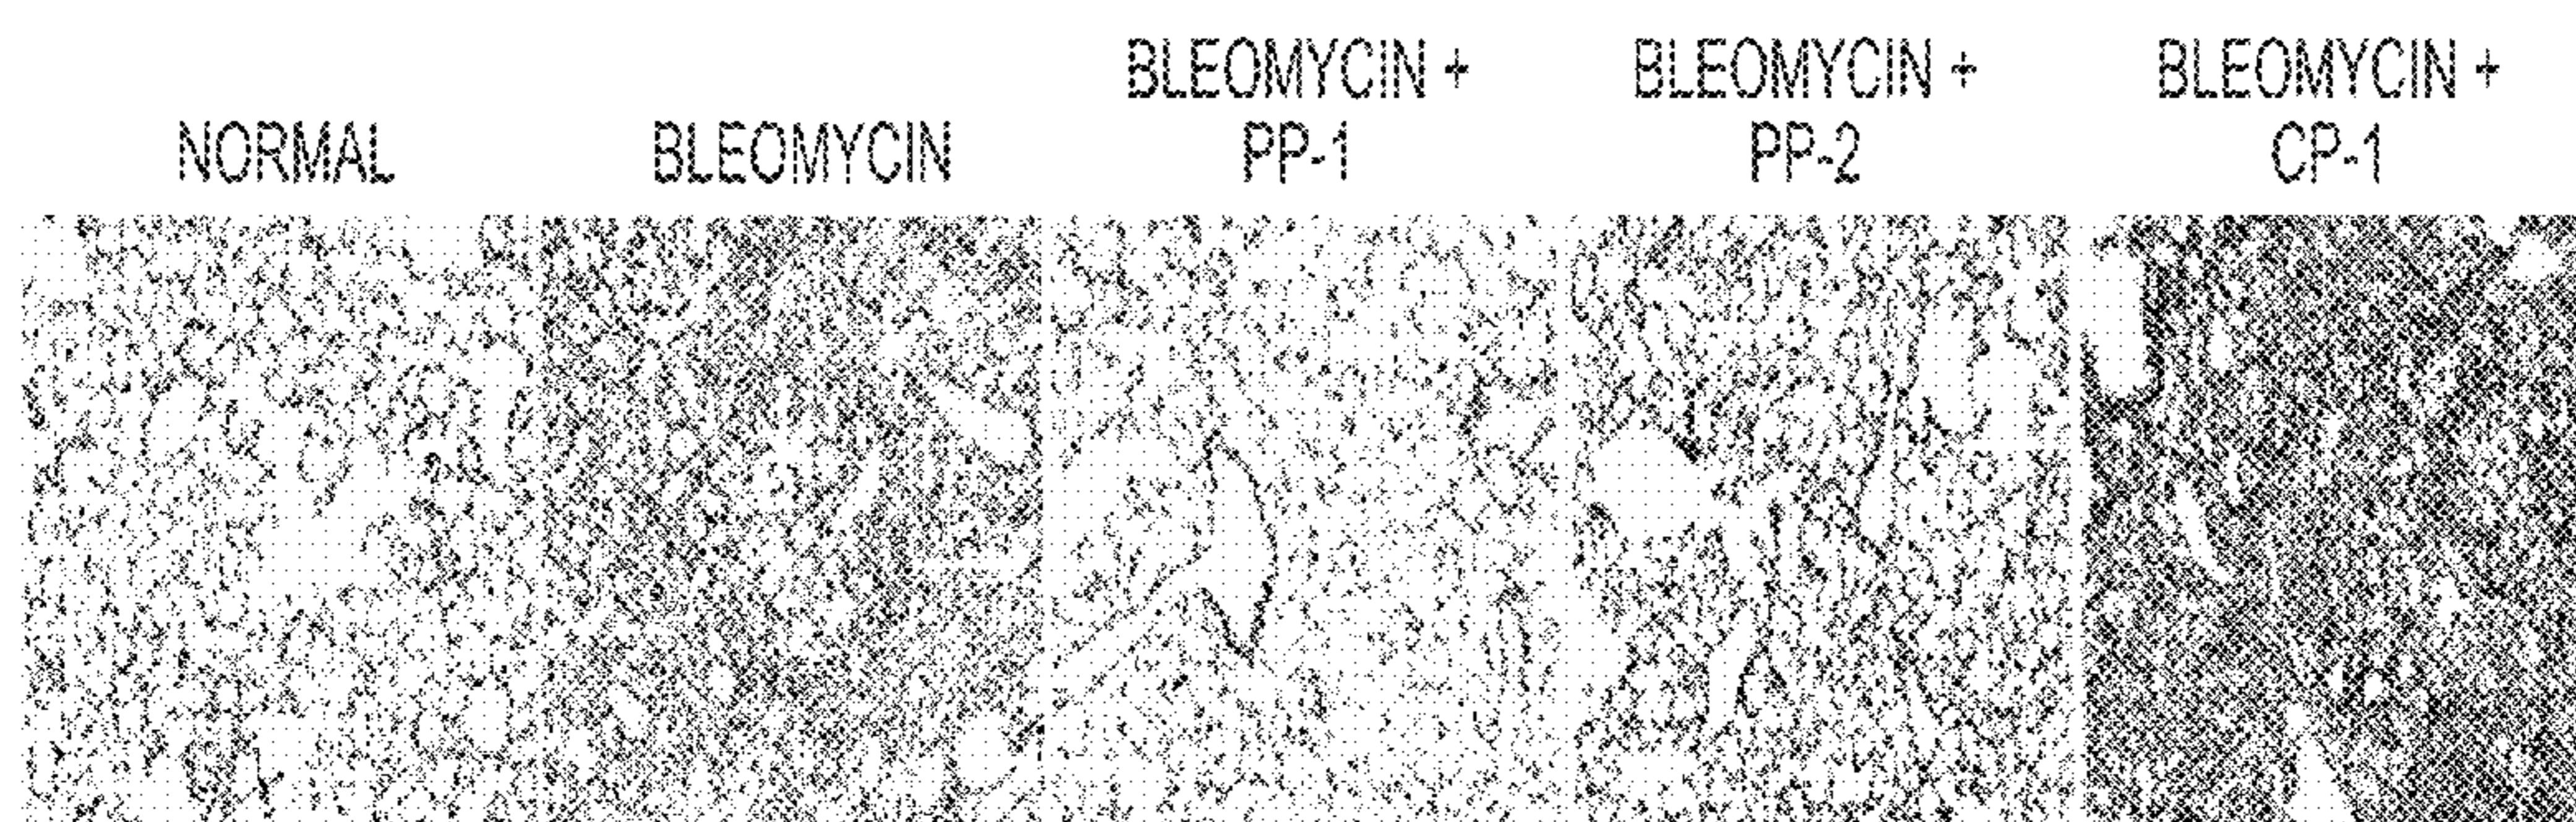 NORMAL
BLEOMYCIN
BLEOMYCIN +
PP-1
BLEOMYCIN +
PP-2
BLEOMYCIN +
CP-1